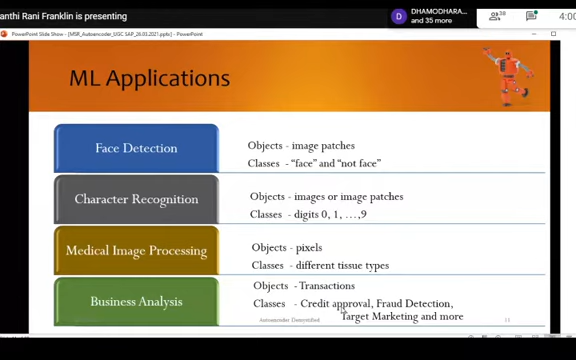 anthi Rani Franklin is presenting
D
DHAMODHARA...
and 35 more
4:00
PowerPoint Slide Show - [MSR_Autoencoder_UGC SAP_26.03.2021.pptx] - PowerPoint
ML Applications
Face Detection
Objects - image patches
Classes - "face" and "not face"
Character Recognition
Objects - images or image patches
Classes - digits 0, 1, ...,9
Medical Image Processing
Objects - pixels
Classes - different tissue types
Business Analysis
Objects - Transactions
Classes - Credit approval, Fraud Detection,
Target Marketing and more
Autoencoder Demystified